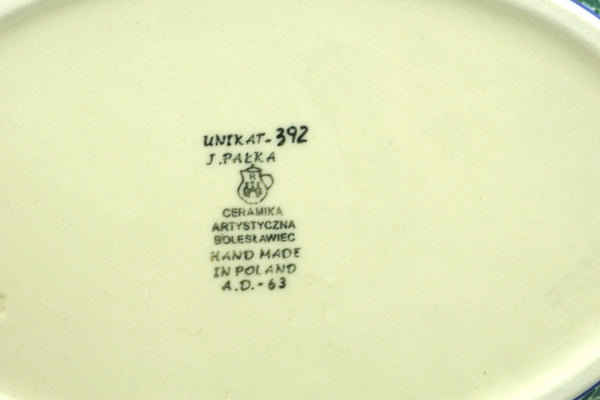 UNIKAT-392
J.PAŁKA
B
CERAMIKA
ARTYSTYCZNA
BOLESŁAWIEC
HAND MADE
IN POLAND
A.D.-63